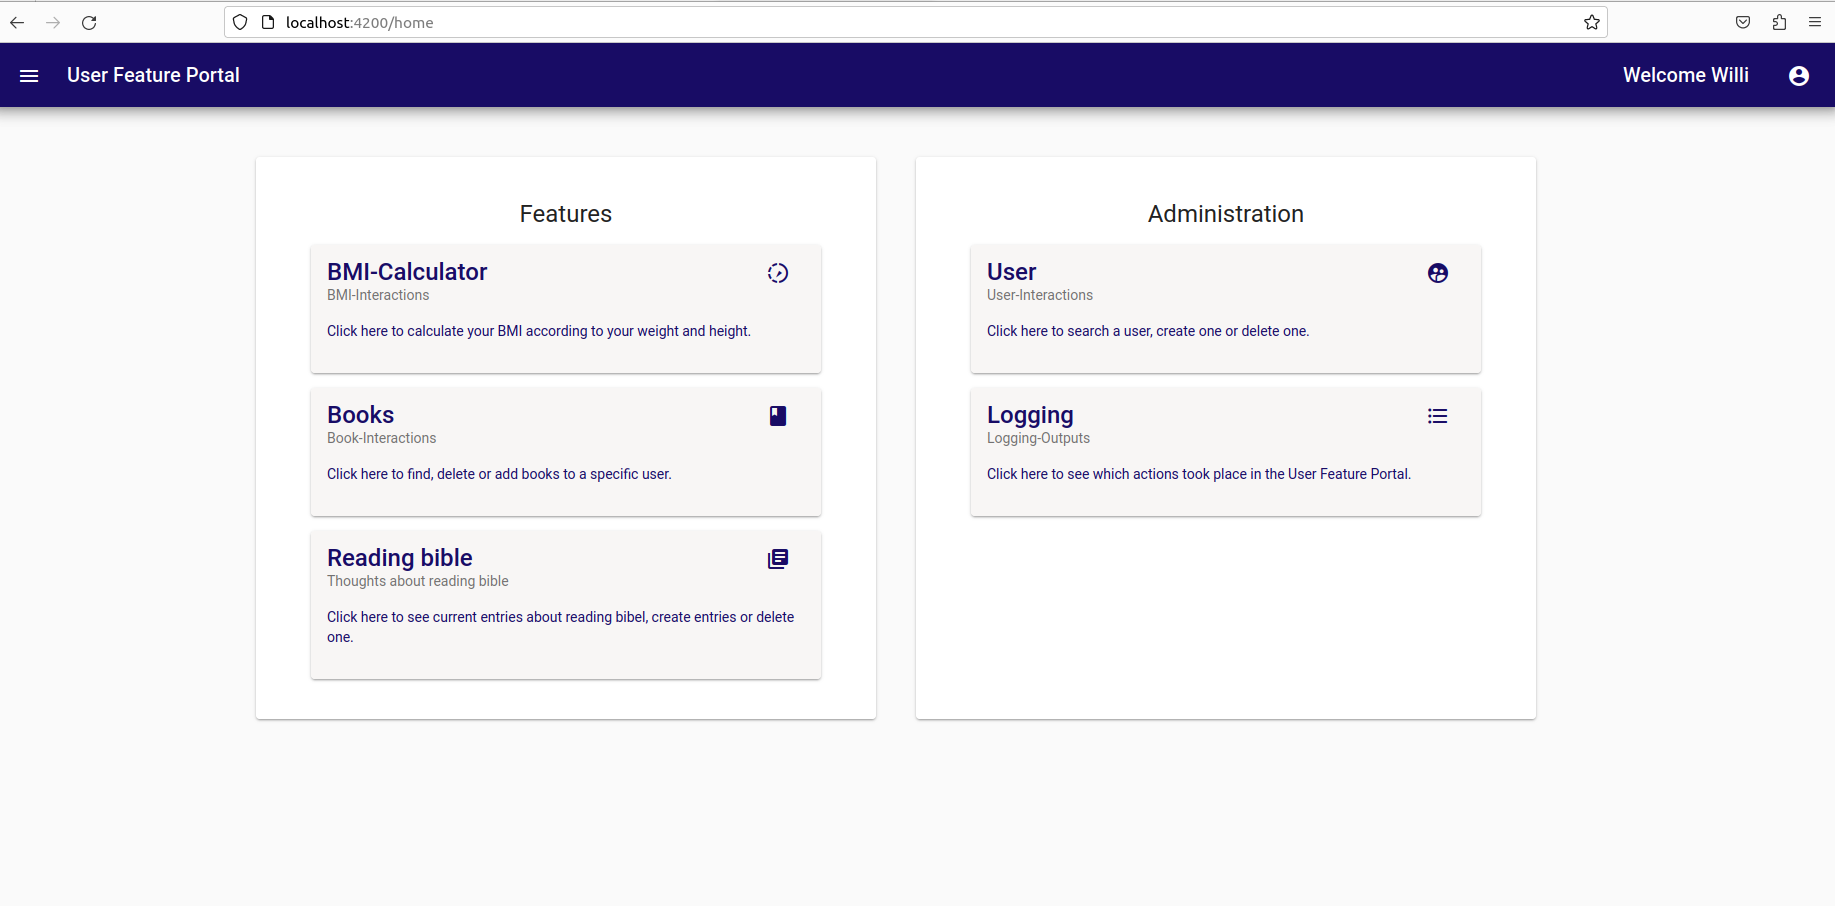 localhost:4200/home
User Feature Portal
Welcome Willi
Features
BMI-Calculator
BMI-Interactions
Click here to calculate your BMI according to your weight and height.
Books
Book-Interactions
Click here to find, delete or add books to a specific user.
Reading bible
Thoughts about reading bible
Click here to see current entries about reading bibel, create entries or delete
one.
Administration
User
User-Interactions
Click here to search a user, create one or delete one.
Logging
Logging-Outputs
Click here to see which actions took place in the User Feature Portal.